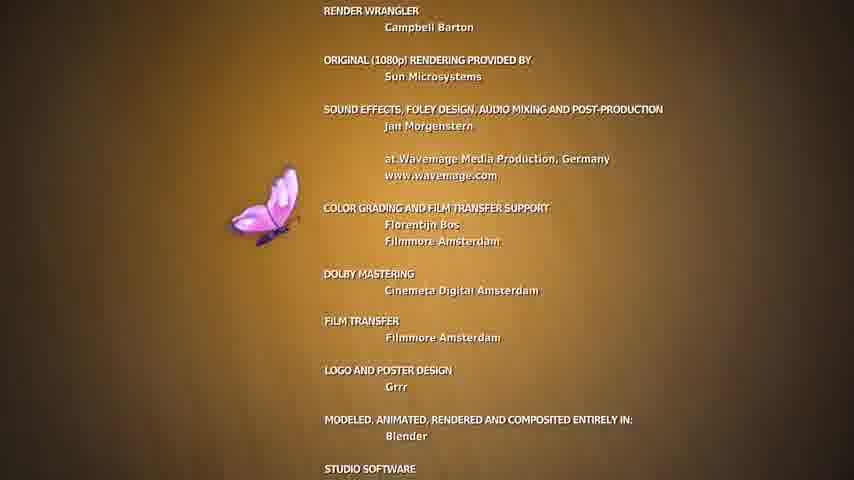 RENDER WRANGLER
Campbell Barton
ORIGINAL (1080p) RENDERING PROVIDED BY
Sun Microsystems
SOUND EFFECTS, FOLEY DESIGN, AUDIO MIXING AND POST-PRODUCTION
Jan Morgenstern
at Wavemage Media Production, Germany
www.wavemage.com
COLOR GRADING AND FILM TRANSFER SUPPORT
Florentijn Bos
Filmmore Amsterdam
DOLBY MASTERING
Cinemeta Digital Amsterdam
FILM TRANSFER
Filmmore Amsterdam
LOGO AND POSTER DESIGN
Grrr
MODELED, ANIMATED, RENDERED AND COMPOSITED ENTIRELY IN:
Blender
STUDIO SOFTWARE